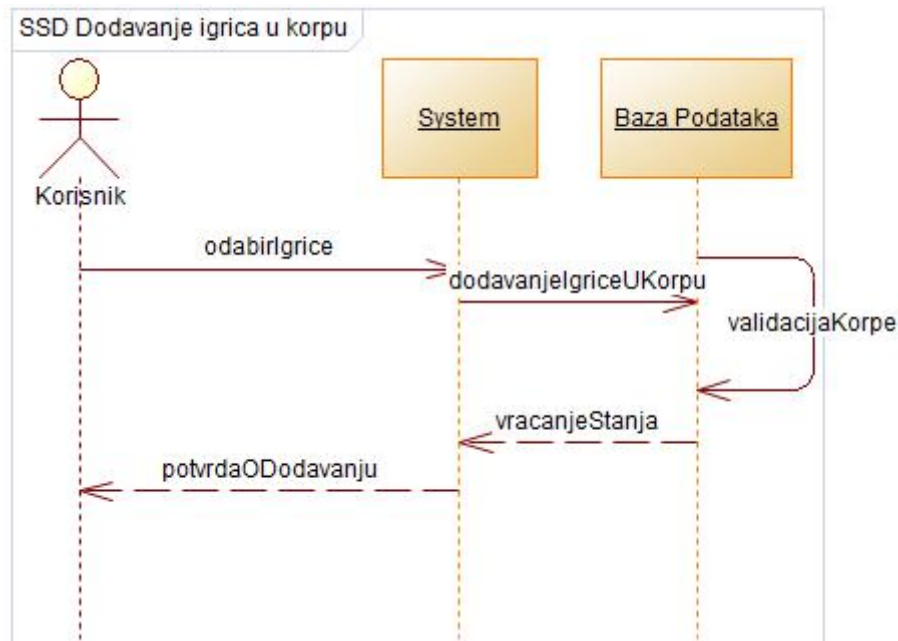 SSD Dodavanje igrica u korpu
System
Baza Podataka
Korisnik
odabirIgrice
dodavanjeIgriceUKorpu
validacijaKorpe
vracanjeStanja
potvrdaODodavanju